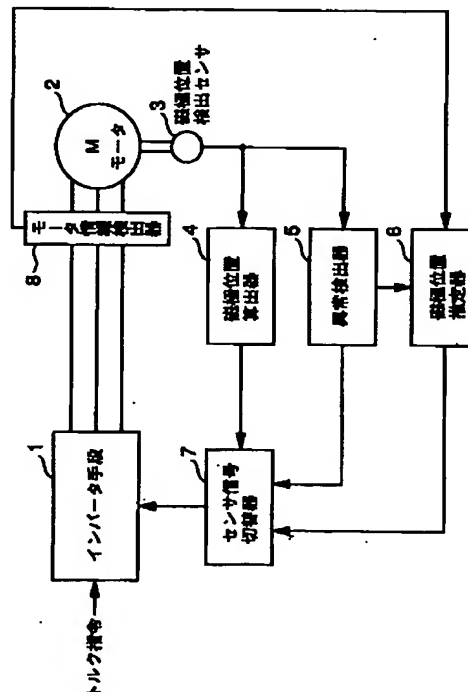 トルク指令
1
インバータ手段
8
モータ情報検出器
2
M
モータ
3
磁極位置
検出センサ
4
磁極位置
算出器
5
異常検出器
6
磁極位置
推定器
7
センサ信号
切替器